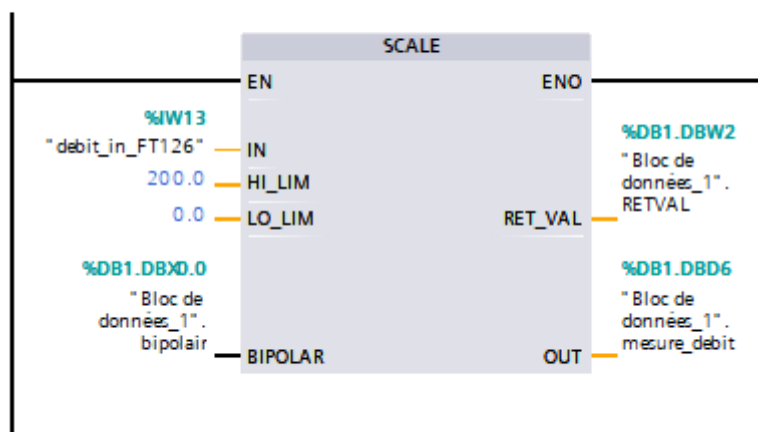 SCALE
EN
ENO
%IW13
"debit_in_FT126"
IN
200.0
HI_LIM
0.0
LO_LIM
%DB1.DBW2
"Bloc de
données_1".
RETVAL
RET_VAL
%DB1.DBX0.0
"Bloc de
données_1".
bipolair
BIPOLAR
%DB1.DBD6
"Bloc de
données_1".
mesure_debit
OUT